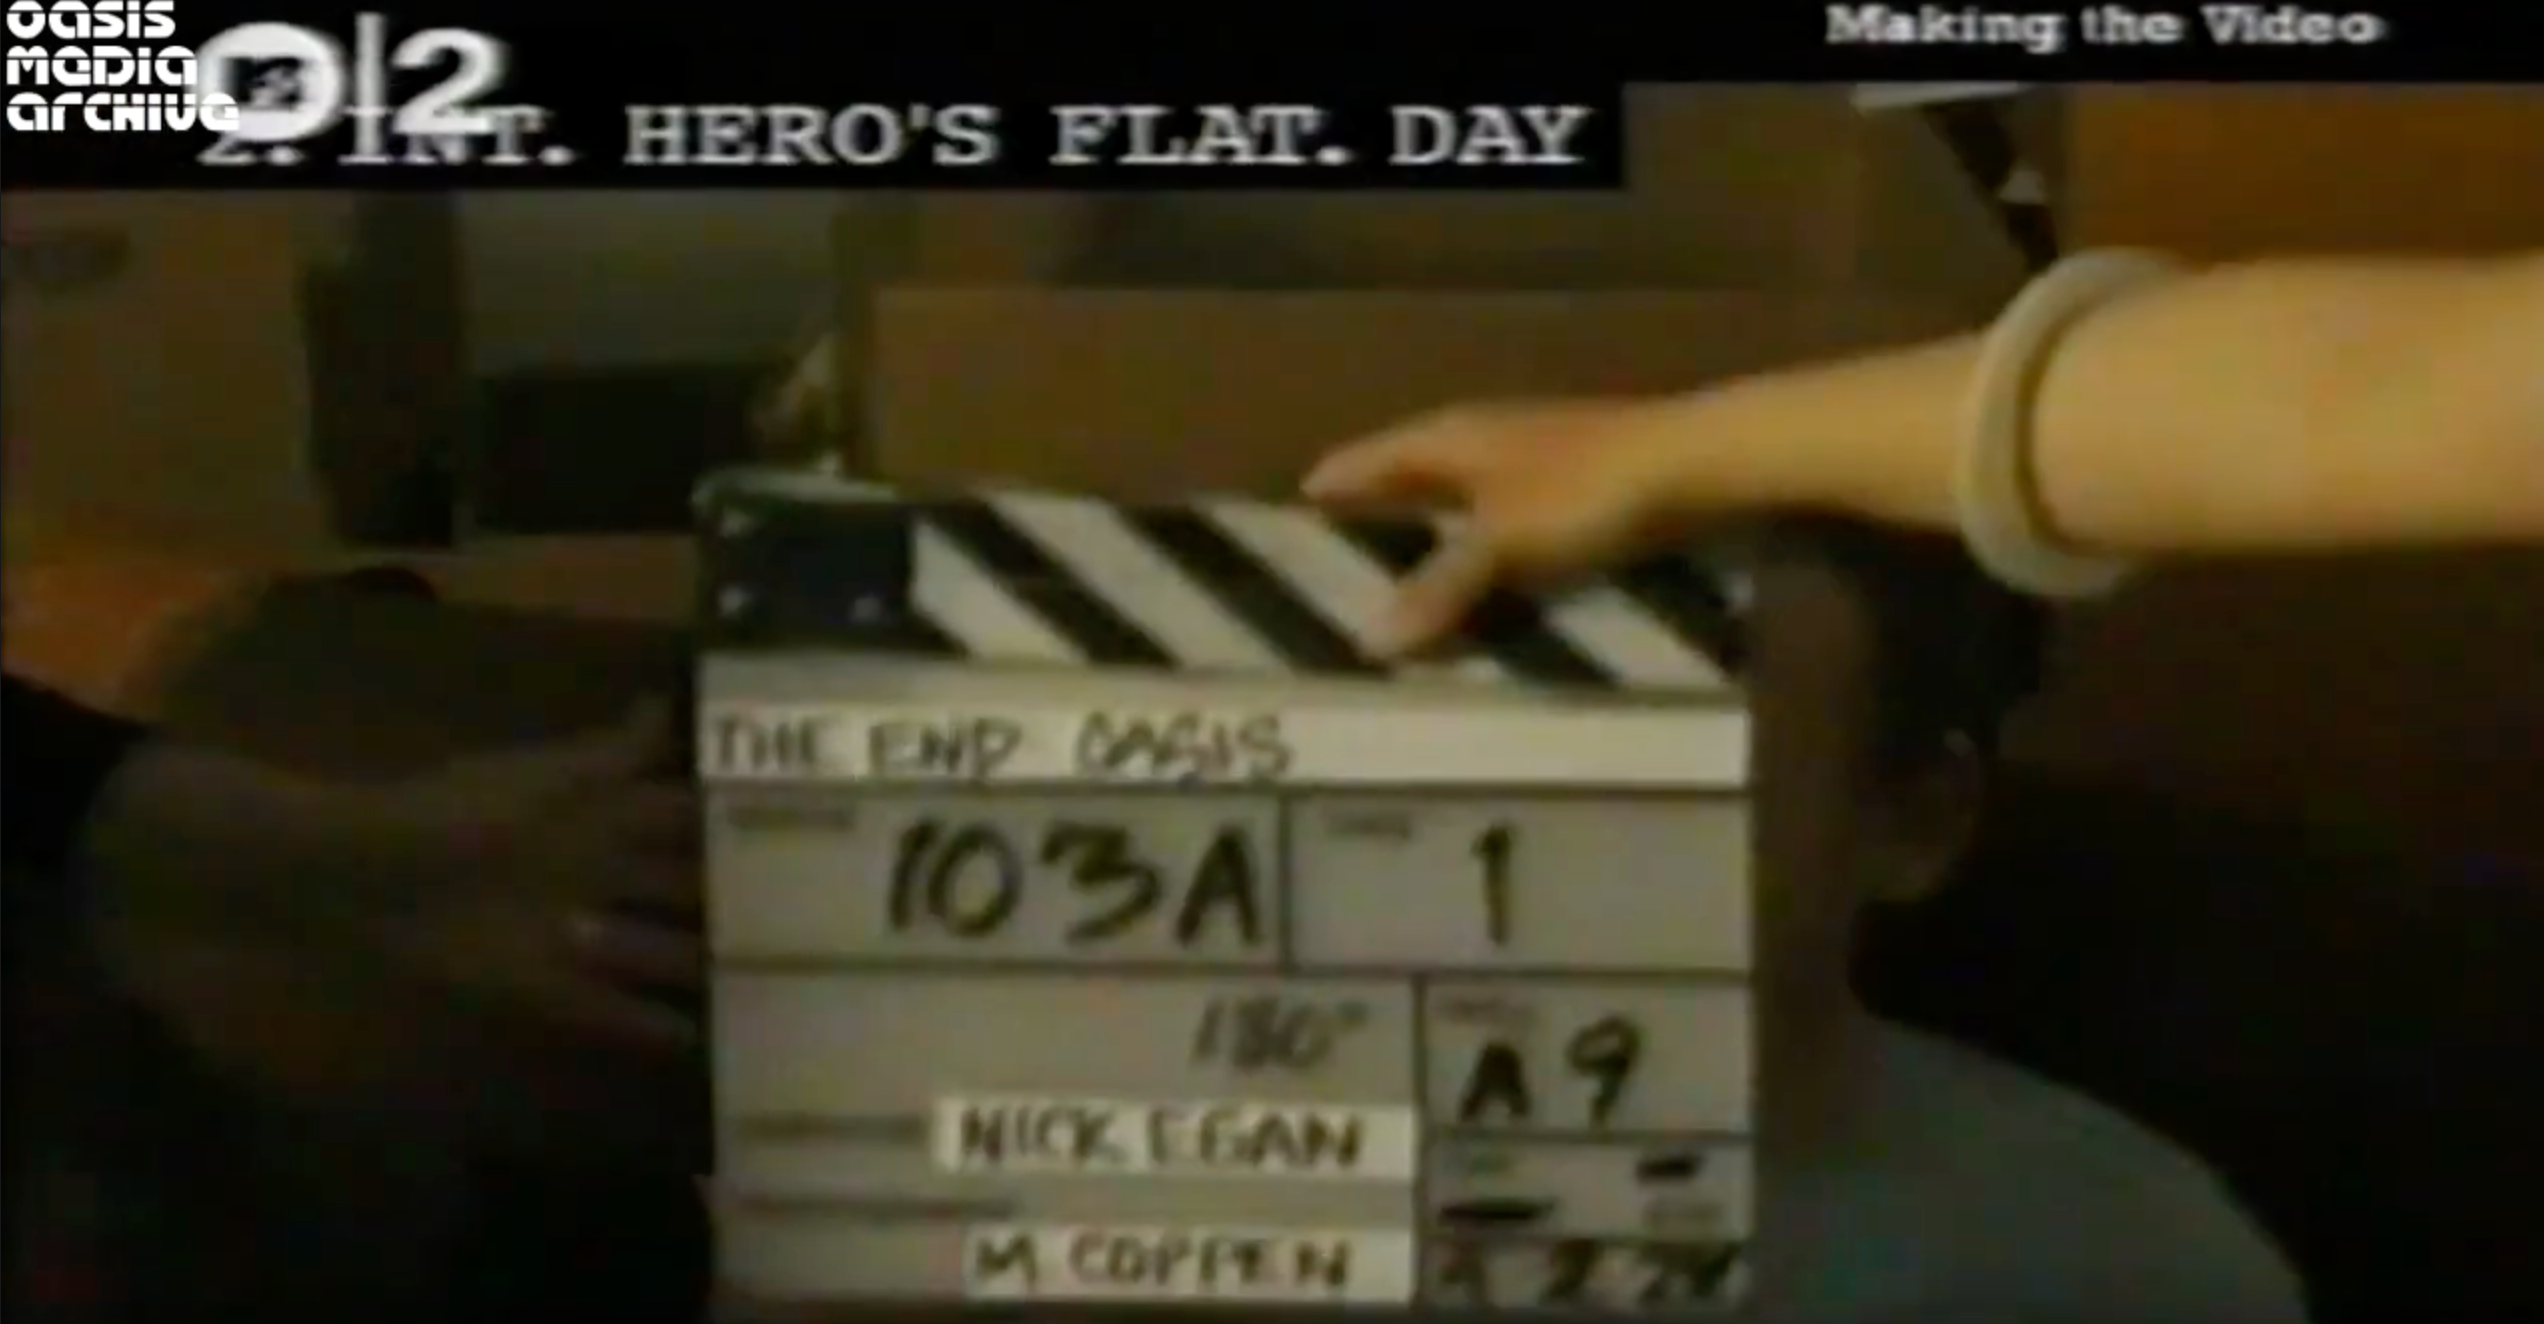 oasis
media
archive
2
Making the Video
2. INT. HERO'S FLAT. DAY
THE END OASIS
103A
1
180°
A 9
NICK EGAN
M COPPEN